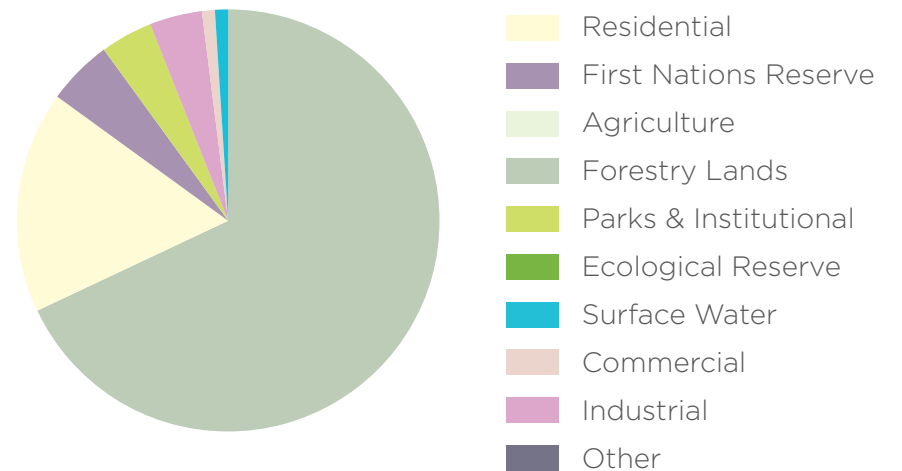 Residential
First Nations Reserve
Agriculture
Forestry Lands
Parks & Institutional
Ecological Reserve
Surface Water
Commercial
Industrial
Other